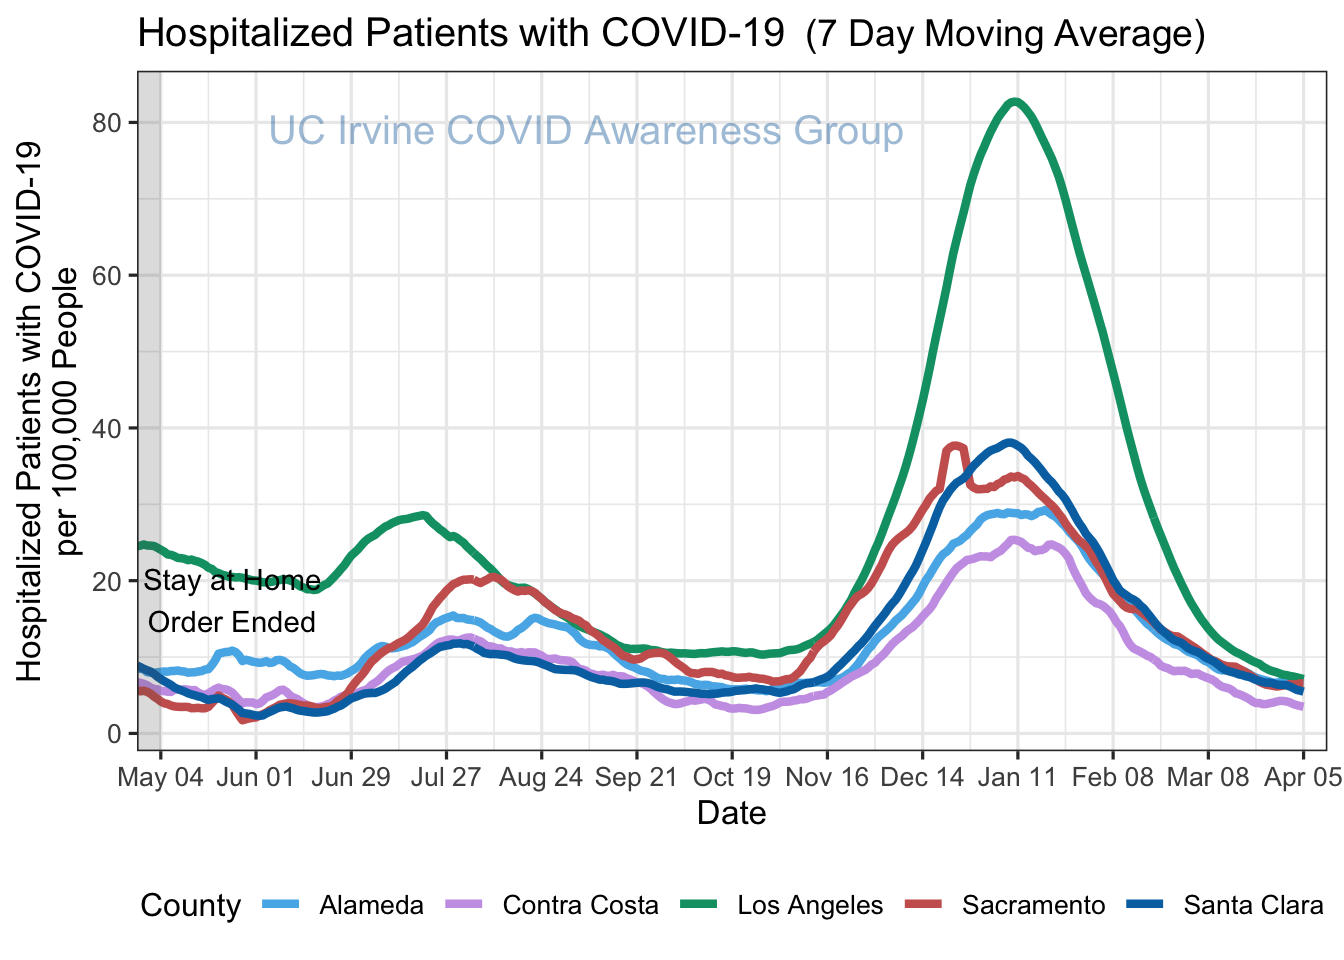 Hospitalized Patients with COVID-19 (7 Day Moving Average)
UC Irvine COVID Awareness Group
Hospitalized Patients with COVID-19
per 100,000 People
80
60
40
20
0
Stay at Home
Order Ended
May 04 Jun 01 Jun 29 Jul 27 Aug 24 Sep 21 Oct 19 Nov 16 Dec 14 Jan 11 Feb 08 Mar 08 Apr 05
Date
County Alameda Contra Costa Los Angeles Sacramento Santa Clara